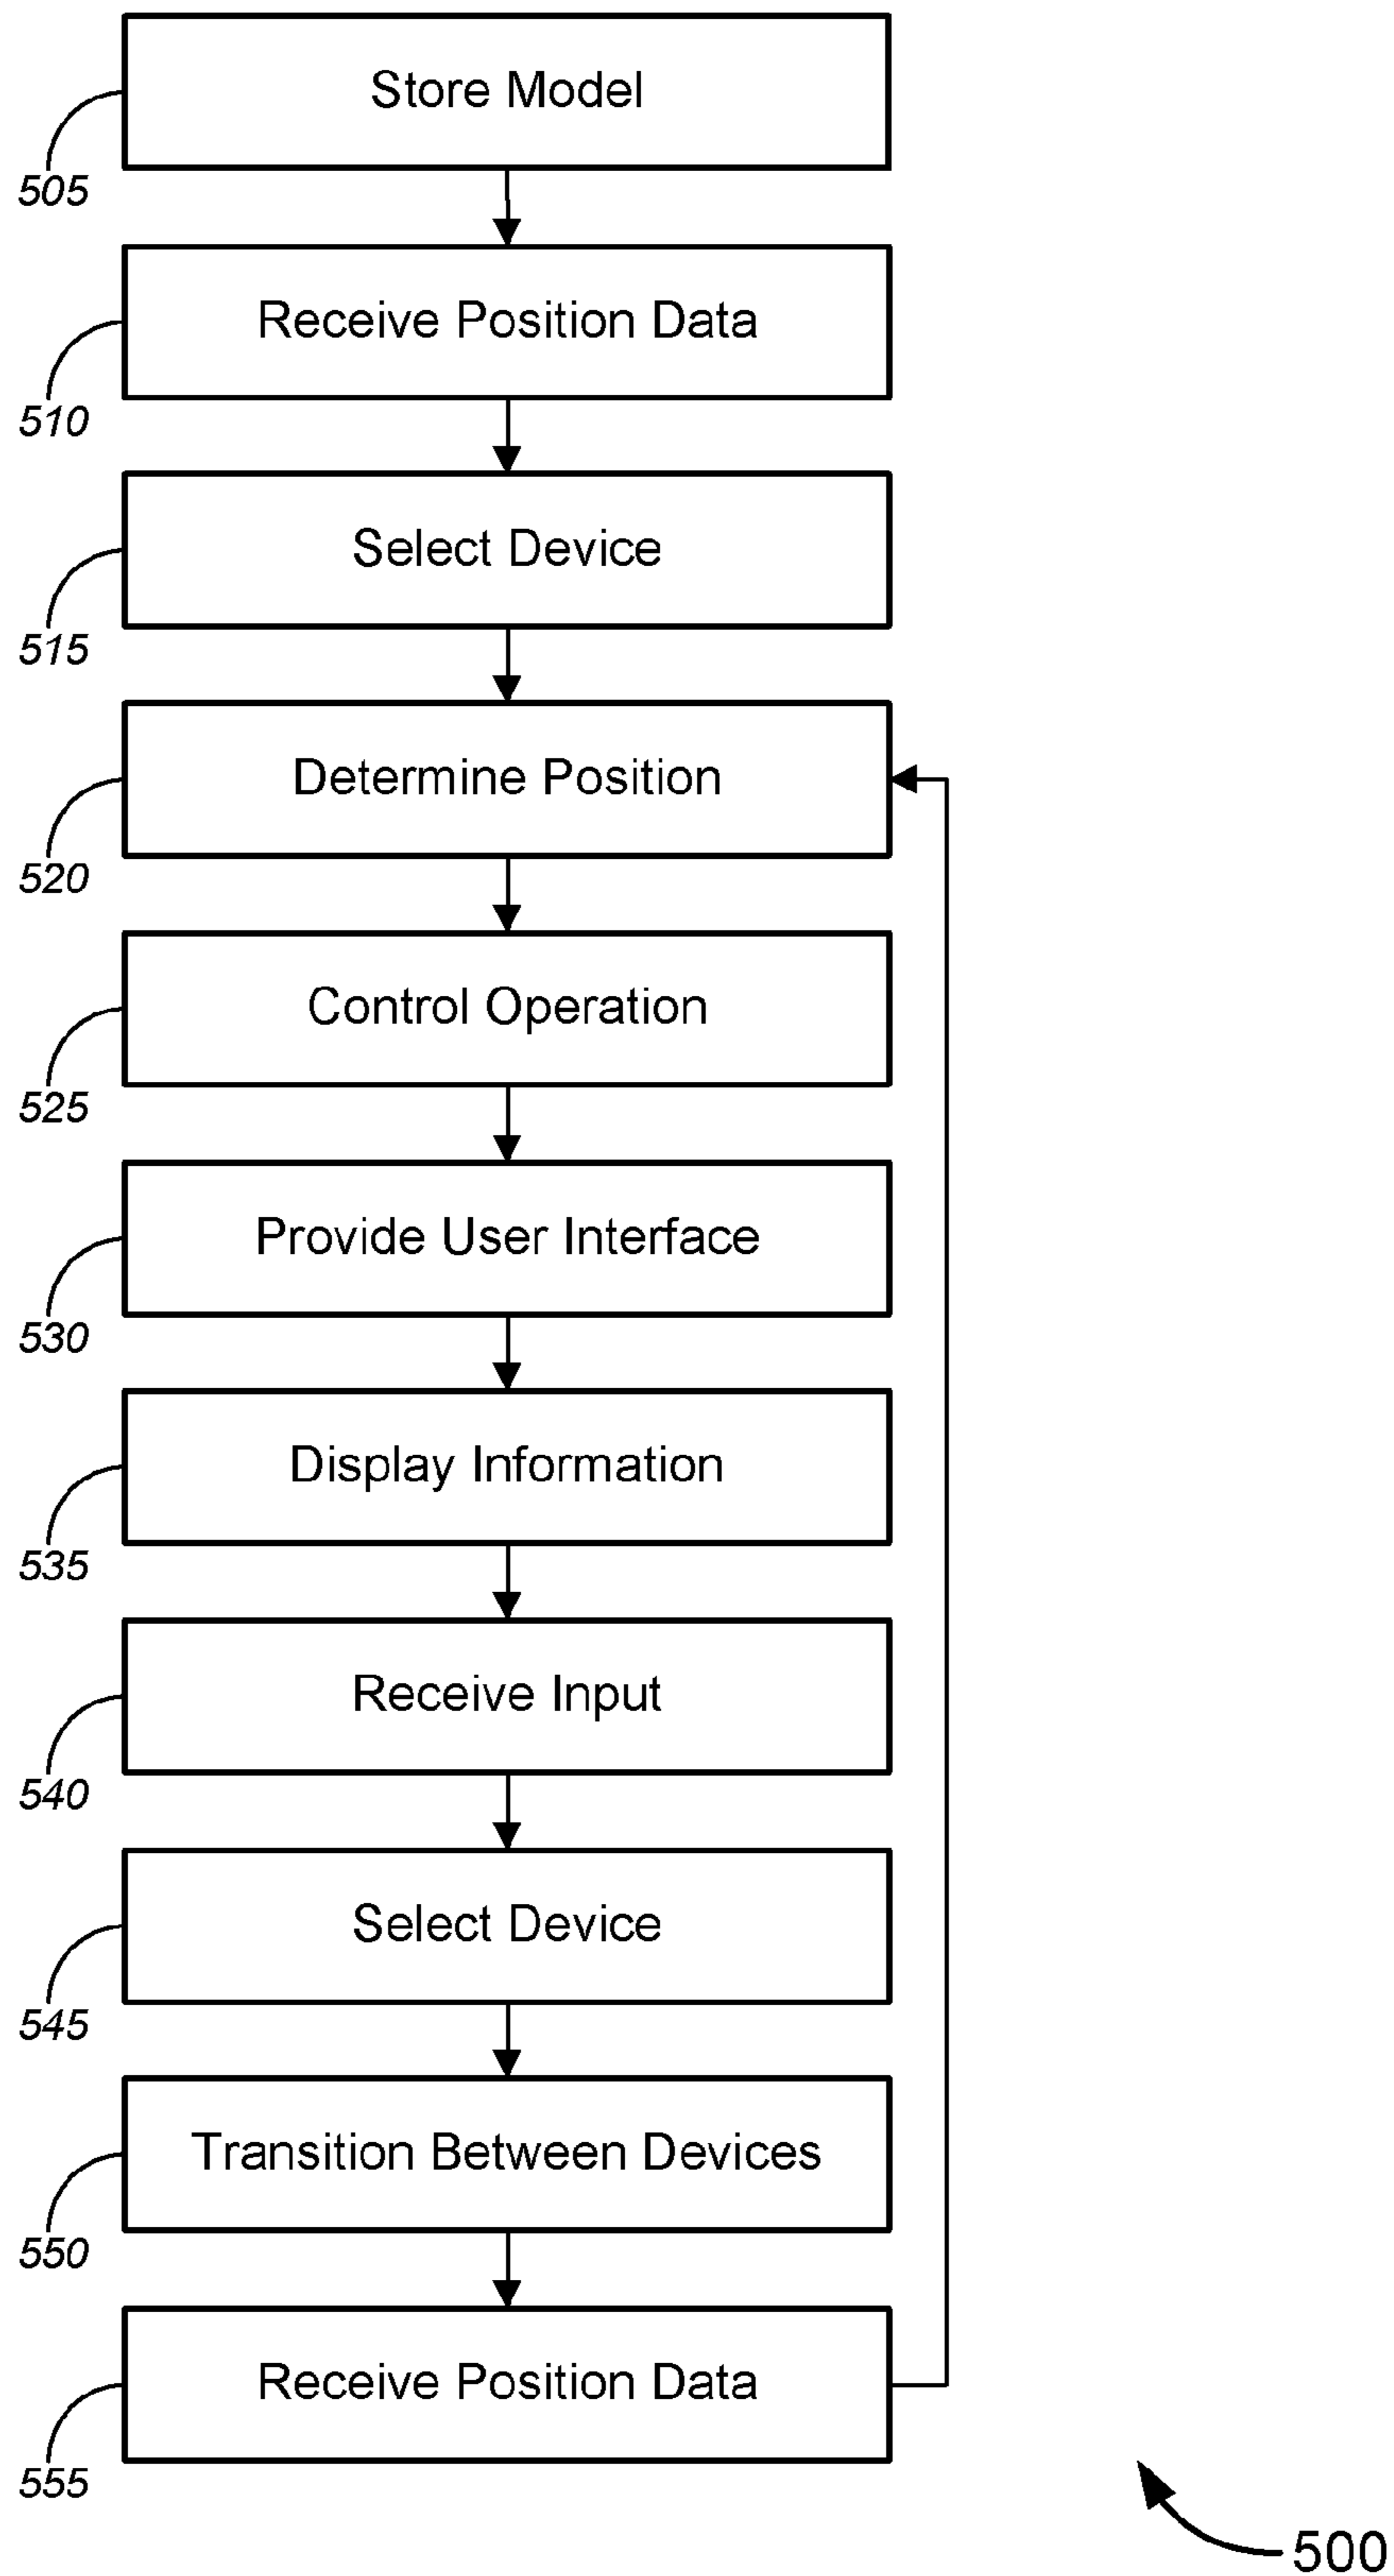 Store Model
505
Receive Position Data
510
Select Device
515
Determine Position
520
Control Operation
525
Provide User Interface
530
Display Information
535
Receive Input
540
Select Device
545
Transition Between Devices
550
Receive Position Data
555
500